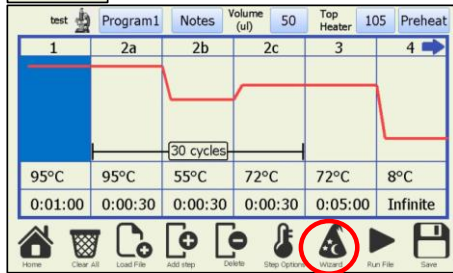 test Program1 Notes Volume (ul) 50 Top Heater 105 Preheat
1 2a 2b 2c 3 4
30 cycles
95°C 95°C 55°C 72°C 72°C 8°C
0:01:00 0:00:30 0:00:30 0:00:30 0:05:00 Infinite
Home Clear All Load File Add step Delete Step Options Wizard Run File Save